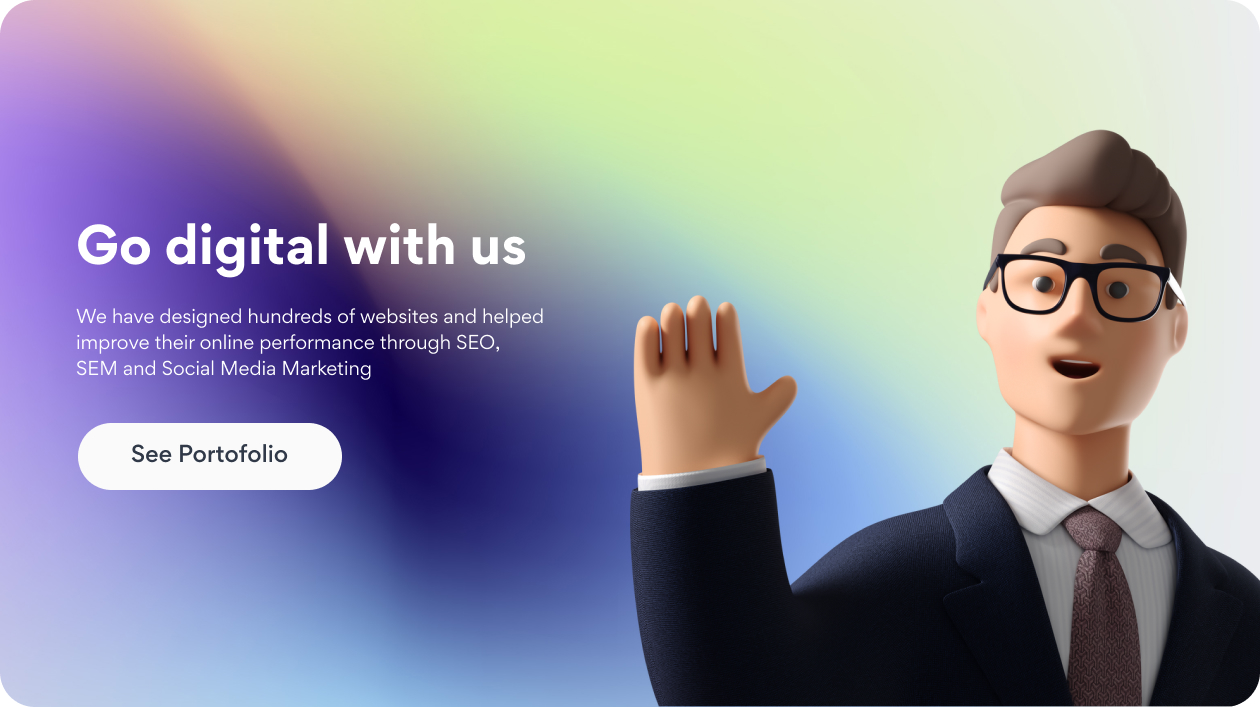 Go digital with us
We have designed hundreds of websites and helped
improve their online performance through SEO,
SEM and Social Media Marketing
See Portofolio